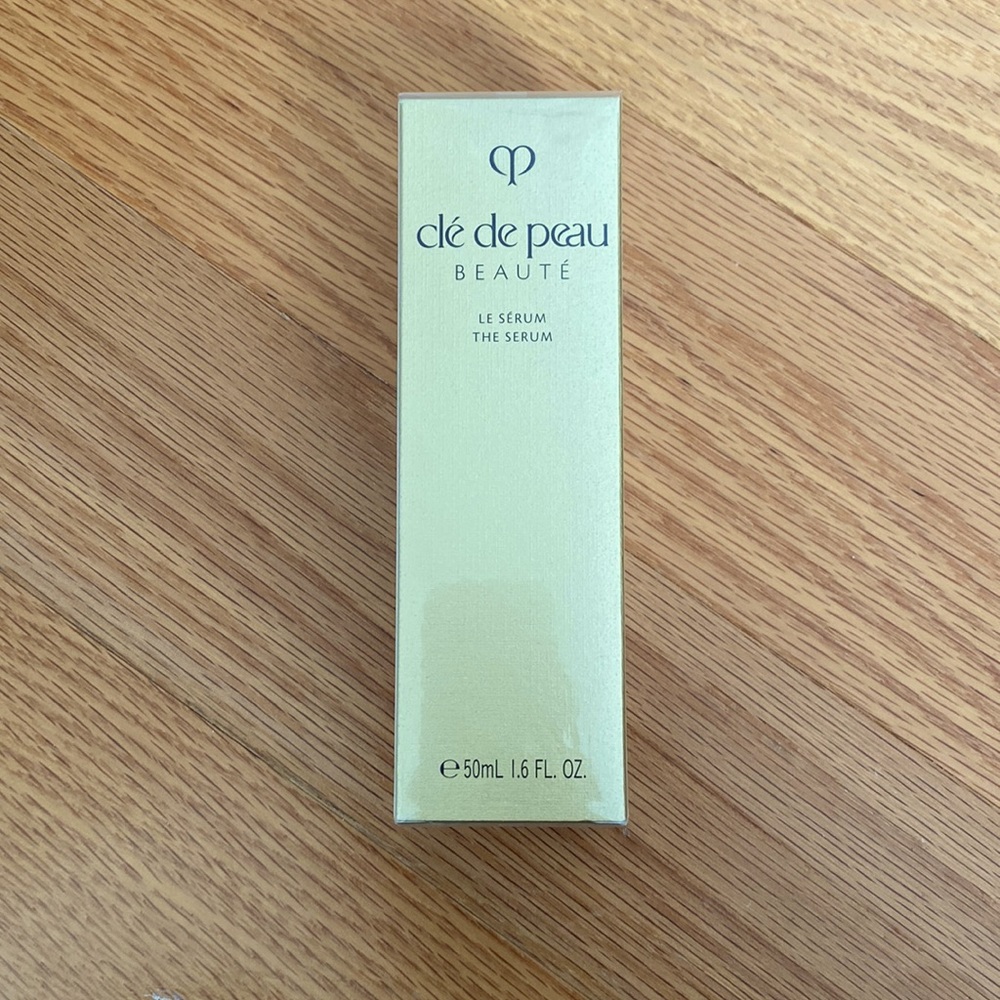 clé de peau
BEAUTÉ
LE SÉRUM
THE SERUM
℮50mL 1.6 FL. OZ.